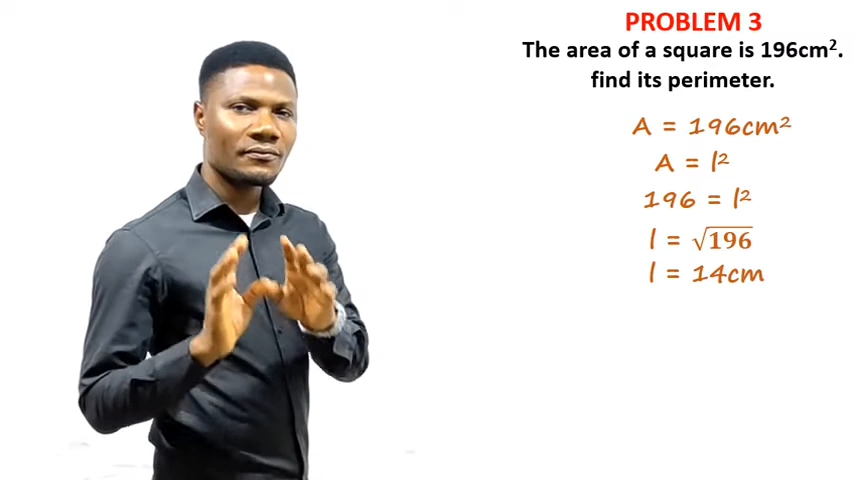 PROBLEM 3
The area of a square is 196cm².
find its perimeter.
A = 196cm²
A = l²
196 = l²
l = √196
l = 14cm